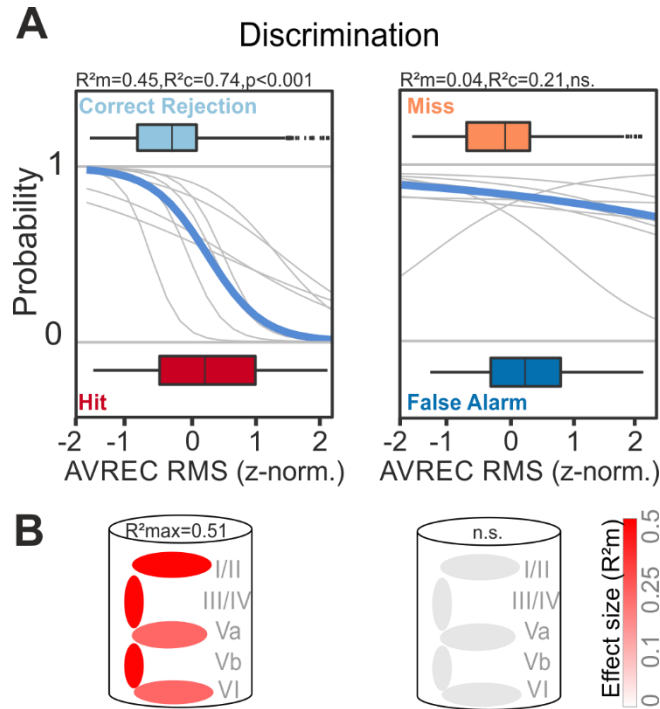 A
Discrimination
R²m=0.45,R²c=0.74,p<0.001
Correct Rejection
Probability
1
0
Hit
-2 -1 0 1 2
AVREC RMS (z-norm.)
R²m=0.04,R²c=0.21,ns.
Miss
False Alarm
-2 -1 0 1 2
AVREC RMS (z-norm.)
B
R²max=0.51
I/II
III/IV
Va
Vb
VI
n.s.
I/II
III/IV
Va
Vb
VI
Effect size (R²m)
0 0.1 0.25 0.5